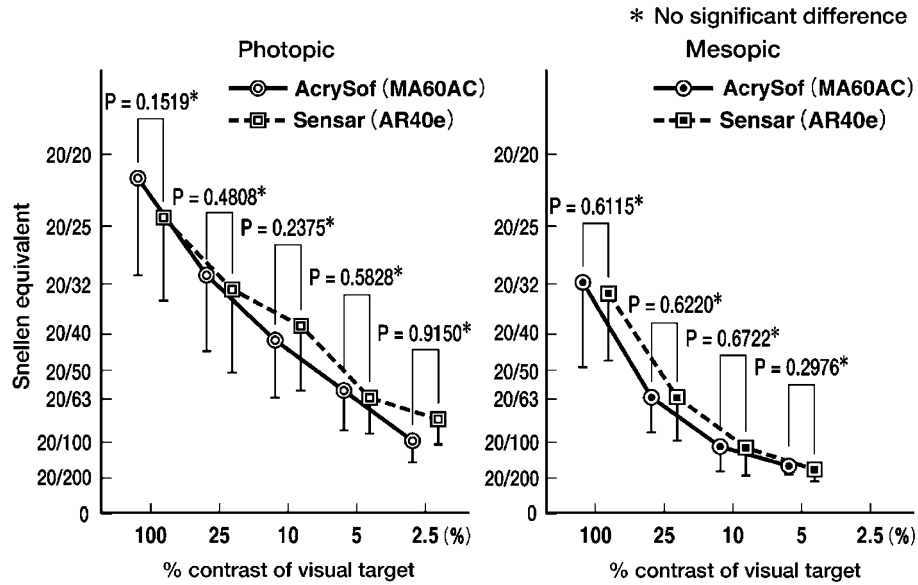 * No significant difference
Photopic
AcrySof (MA60AC)
Sensar (AR40e)
P = 0.1519*
P = 0.4808*
P = 0.2375*
P = 0.5828*
P = 0.9150*
Snellen equivalent
20/20
20/25
20/32
20/40
20/50
20/63
20/100
20/200
0
100 25 10 5 2.5 (%)
% contrast of visual target
Mesopic
AcrySof (MA60AC)
Sensar (AR40e)
P = 0.6115*
P = 0.6220*
P = 0.6722*
P = 0.2976*
20/20
20/25
20/32
20/40
20/50
20/63
20/100
20/200
0
100 25 10 5 2.5 (%)
% contrast of visual target